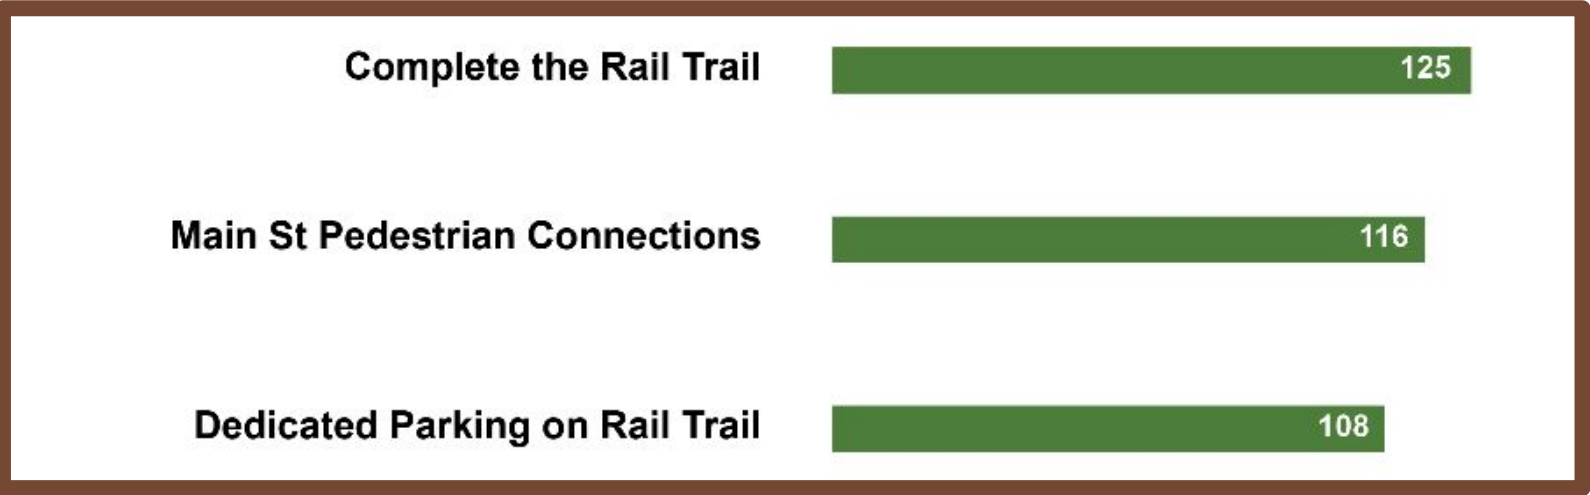 Complete the Rail Trail 125
Main St Pedestrian Connections 116
Dedicated Parking on Rail Trail 108